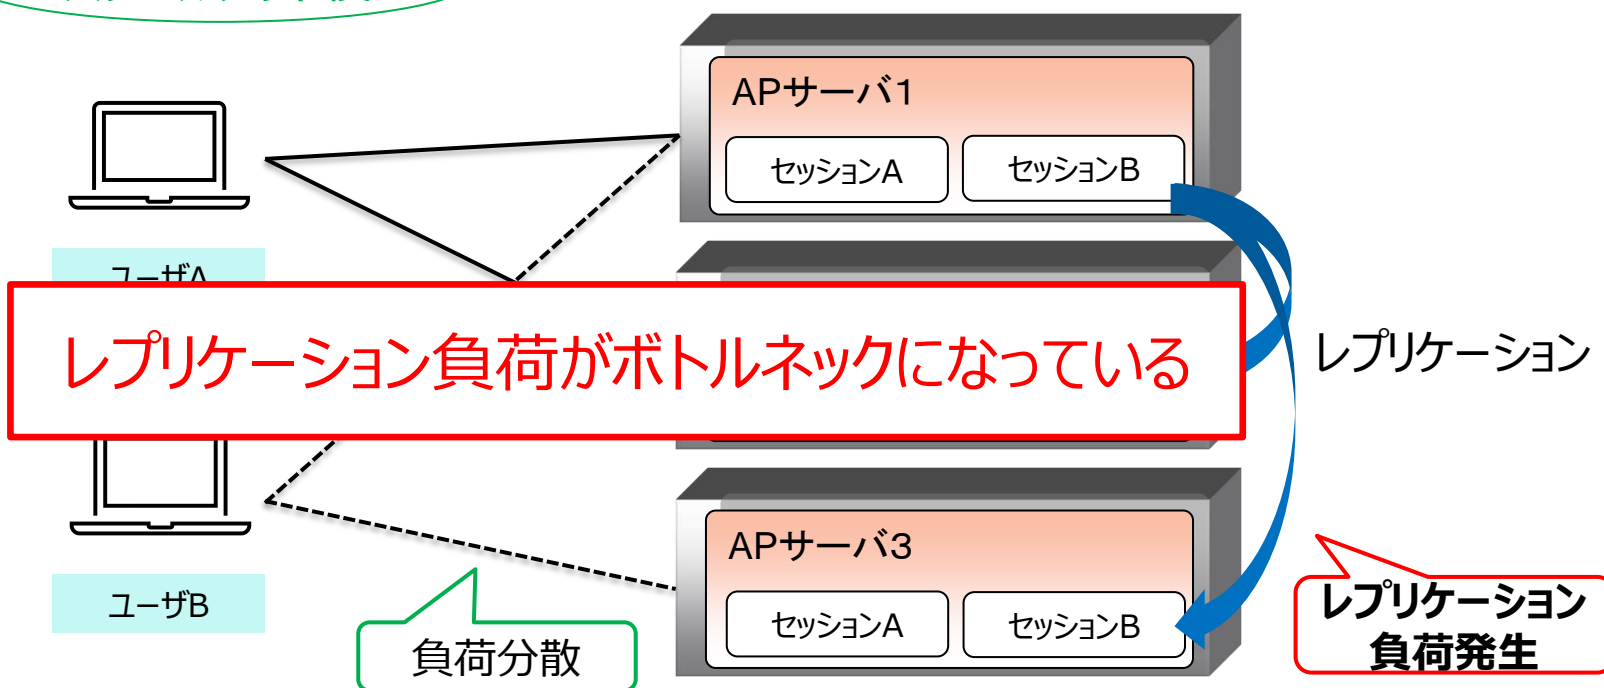 APサーバ1
セッションA
セッションB
ユーザA
レプリケーション負荷がボトルネックになっている
レプリケーション
APサーバ3
セッションA
セッションB
ユーザB
負荷分散
レプリケーション
負荷発生